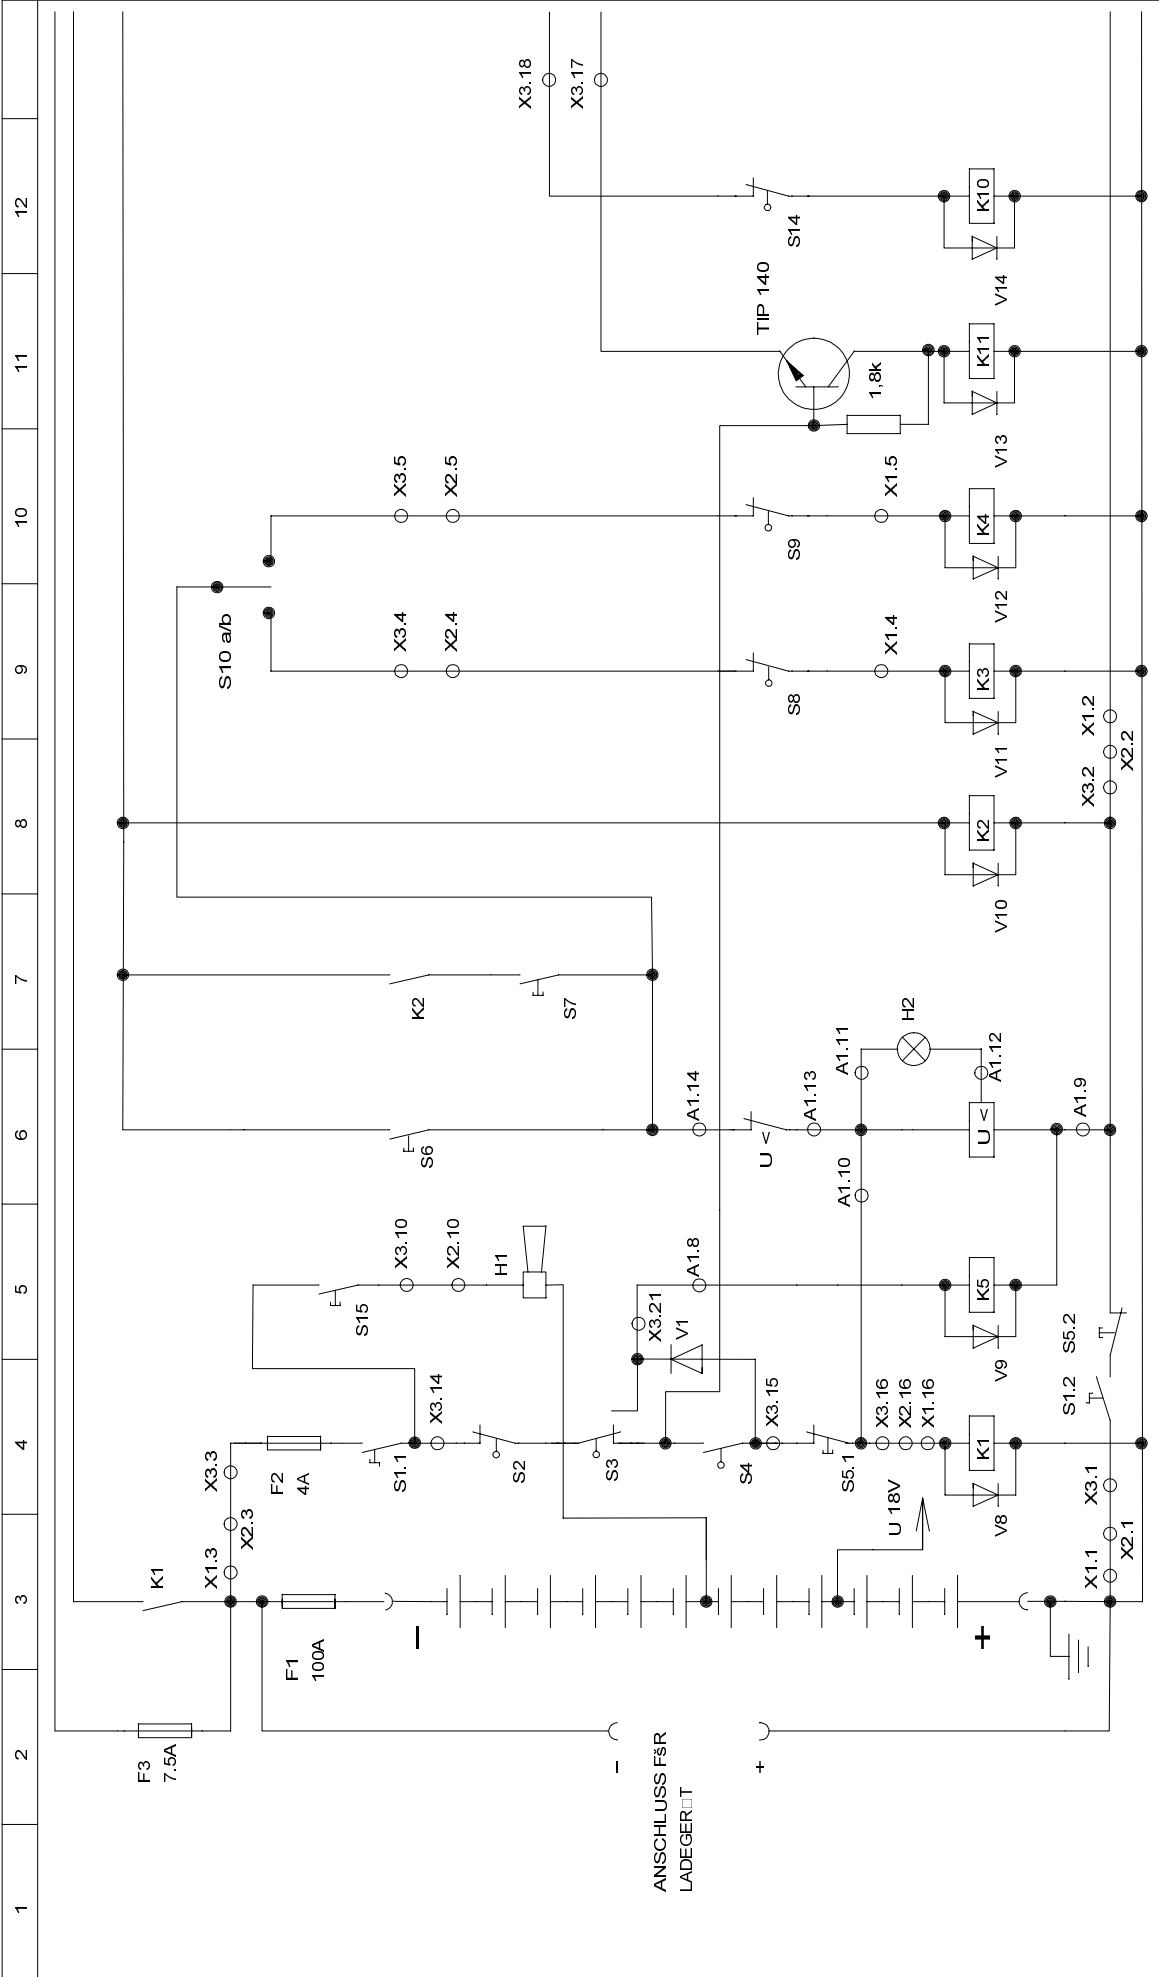 1
2
3
4
5
6
7
8
9
10
11
12
F3
7.5A
ANSCHLUSS FšR
LADEGER□T
-
+
K1
X1.3
X2.3
X3.3
F1
100A
-
+
U 18V
X1.1
X2.1
X3.1
F2
4A
S1.1
X3.14
S2
S3
S4
X3.15
S5.1
X3.16
X2.16
X1.16
K1
V8
S1.2
S5.2
S15
X3.10
X2.10
H1
X3.21
V1
A1.8
K5
V9
S6
A1.14
U <
A1.13
A1.10
A1.11
H2
A1.12
U <
A1.9
K2
S7
K2
V10
X3.2
X2.2
X1.2
S10 a/b
X3.4
X2.4
S8
X1.4
K3
V11
X3.5
X2.5
S9
X1.5
K4
V12
TIP 140
1,8k
K11
V13
S14
K10
V14
X3.18
X3.17